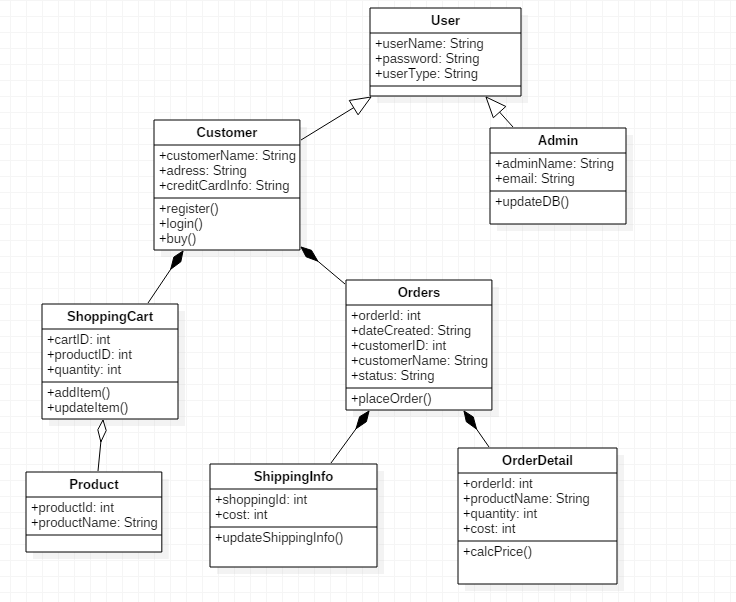 User
+userName: String
+password: String
+userType: String
Customer
+customerName: String
+adress: String
+creditCardInfo: String
+register()
+login()
+buy()
Admin
+adminName: String
+email: String
+updateDB()
ShoppingCart
+cartID: int
+productID: int
+quantity: int
+addItem()
+updateItem()
Orders
+orderId: int
+dateCreated: String
+customerID: int
+customerName: String
+status: String
+placeOrder()
Product
+productId: int
+productName: String
ShippingInfo
+shoppingId: int
+cost: int
+updateShippingInfo()
OrderDetail
+orderId: int
+productName: String
+quantity: int
+cost: int
+calcPrice()